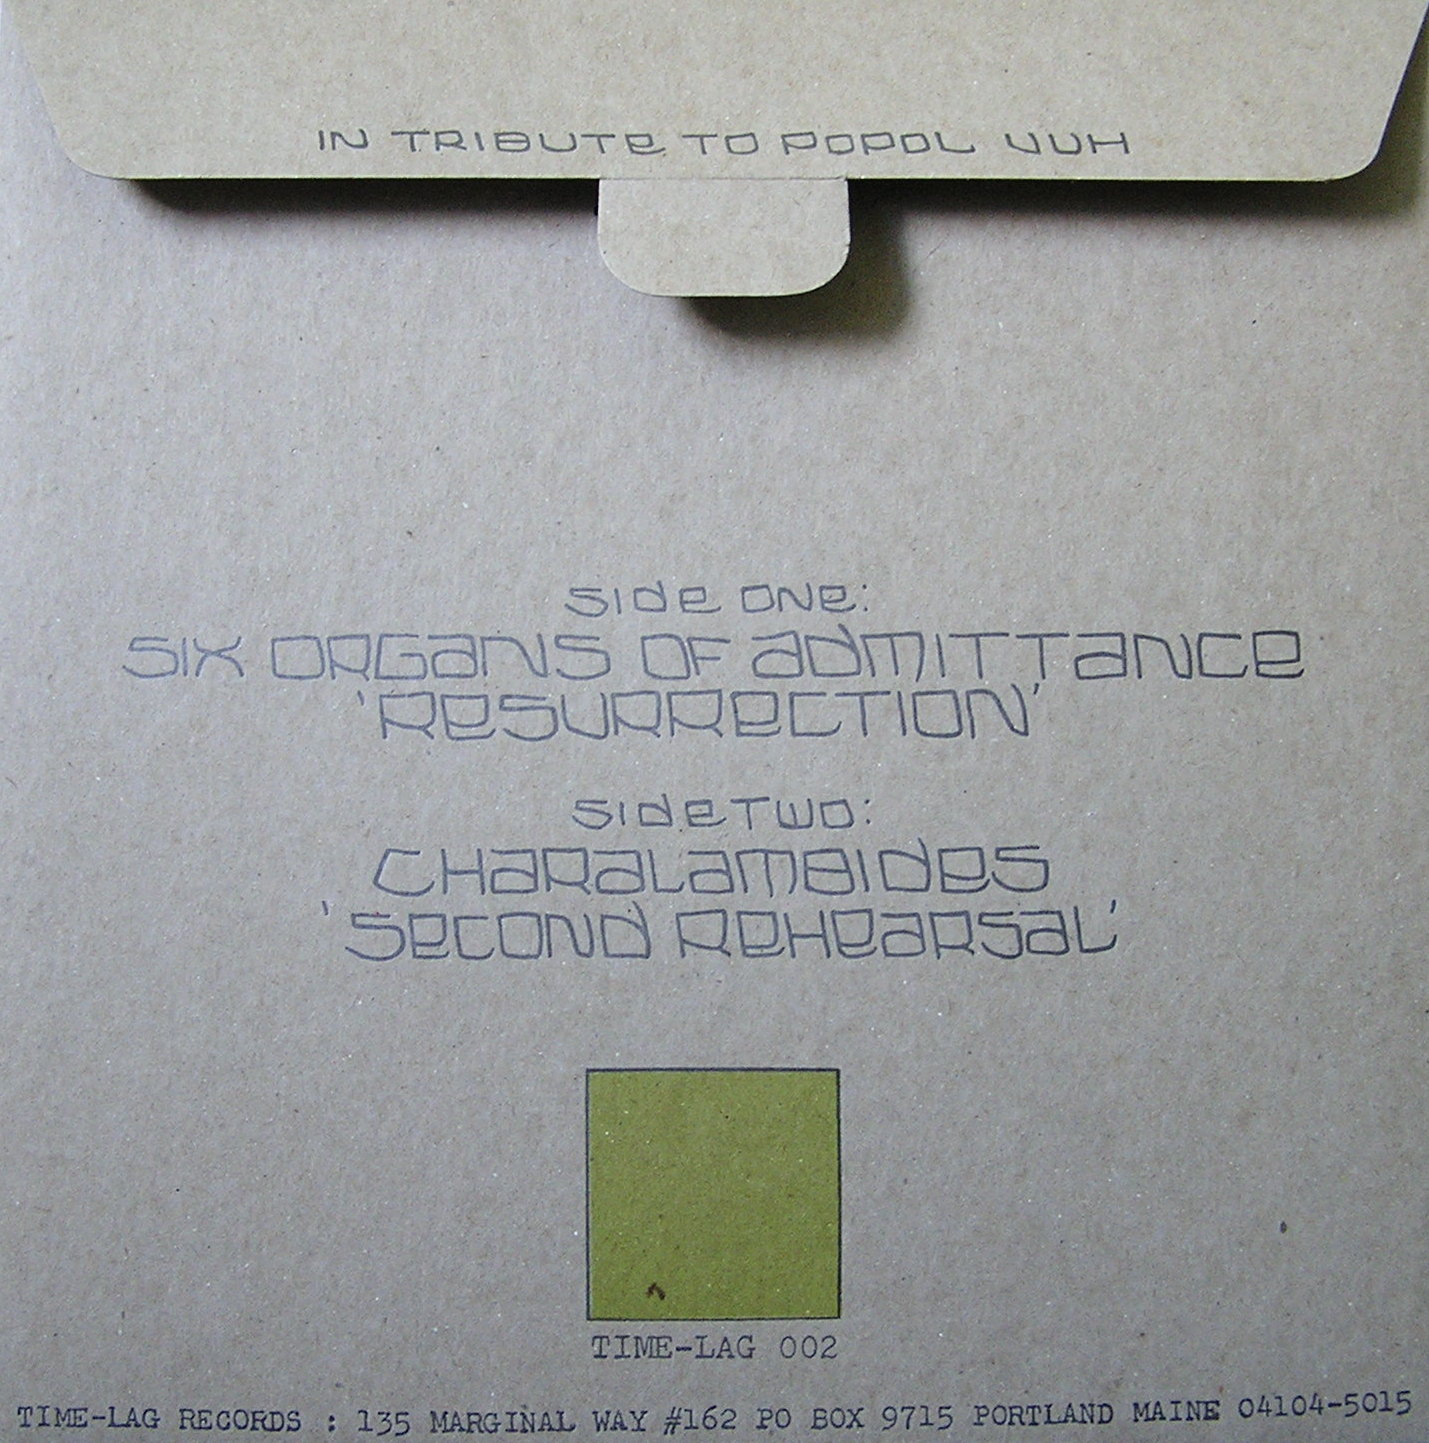 IN TRIBUTE TO POPOL VUH
SIde ONe:
SIX ORGaNS OF adMITTaNCe
'ReSURReCTION'
SIde TWO:
CHaRaLaMBIdeS
'SeCONd ReHeaRSaL'
TIME-LAG 002
TIME-LAG RECORDS : 135 MARGINAL WAY #162 PO BOX 9715 PORTLAND MAINE 04104-5015